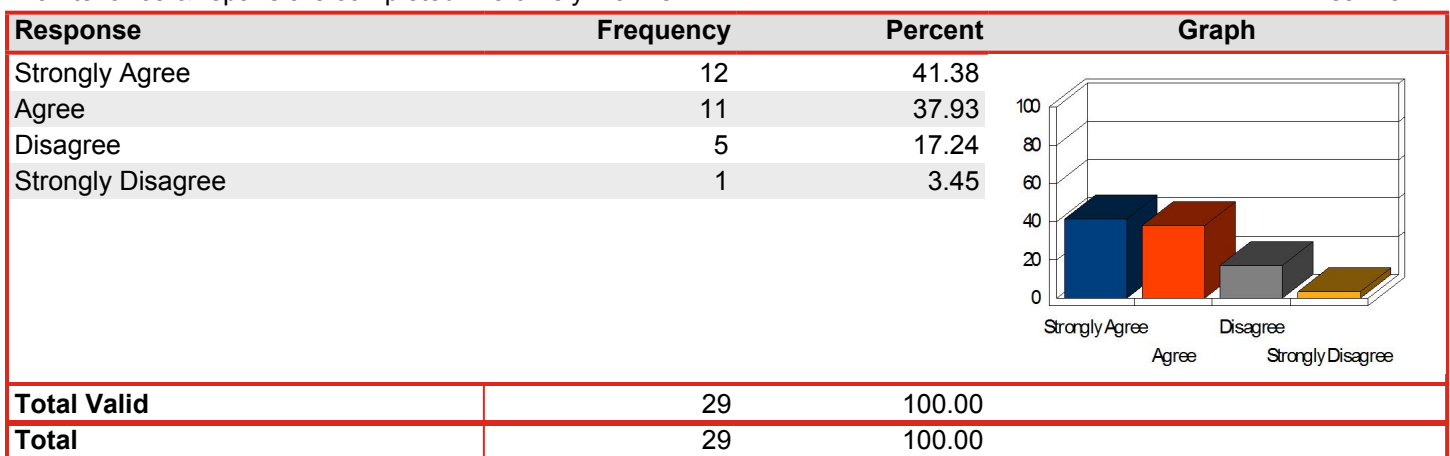 Response Frequency Percent Graph
Strongly Agree 12 41.38
Agree 11 37.93
Disagree 5 17.24
Strongly Disagree 1 3.45
100
80
60
40
20
0
Strongly Agree Disagree
Agree Strongly Disagree
Total Valid 29 100.00
Total 29 100.00